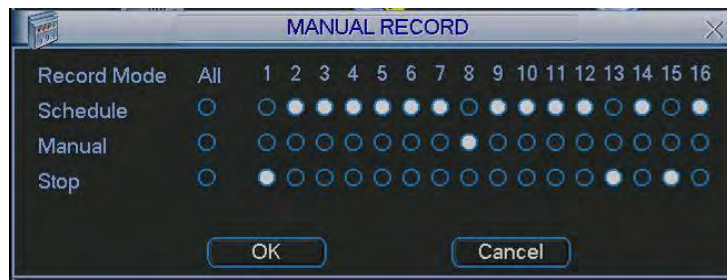 MANUAL RECORD
Record Mode All 1 2 3 4 5 6 7 8 9 10 11 12 13 14 15 16
Schedule
Manual
Stop
OK Cancel